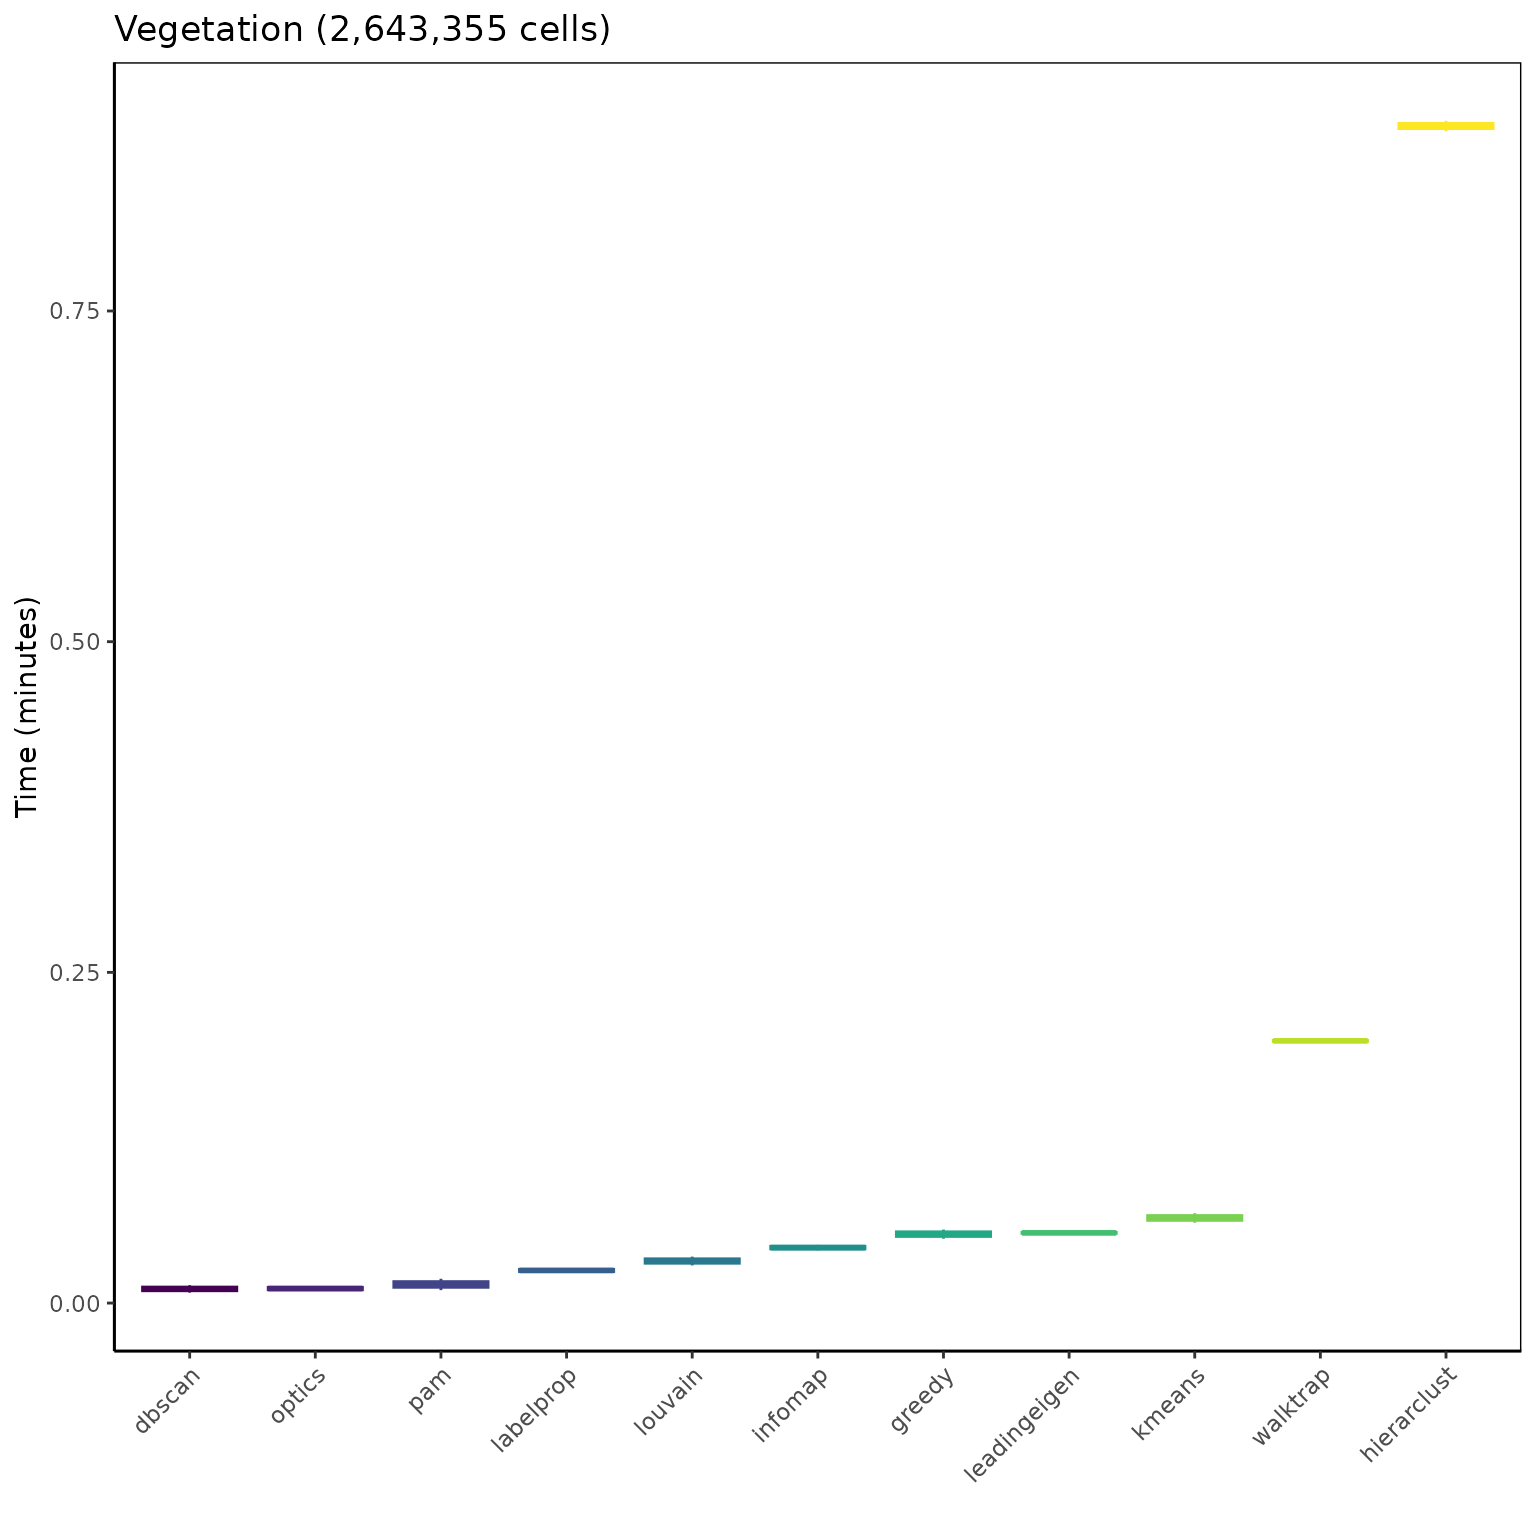 Vegetation (2,643,355 cells)
Time (minutes)
0.75
0.50
0.25
0.00
dbscan
optics
pam
labelprop
louvain
infomap
greedy
leadingeigen
kmeans
walktrap
hierarclust